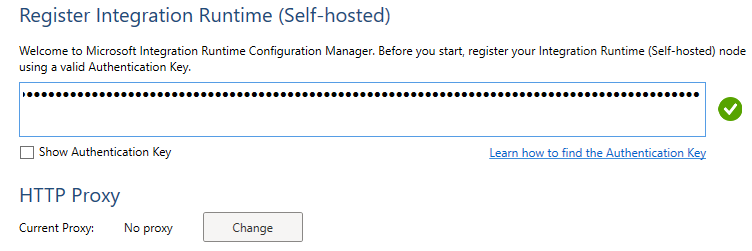 Register Integration Runtime (Self-hosted)
Welcome to Microsoft Integration Runtime Configuration Manager. Before you start, register your Integration Runtime (Self-hosted) node
using a valid Authentication Key.
Show Authentication Key
Learn how to find the Authentication Key
HTTP Proxy
Current Proxy: No proxy Change